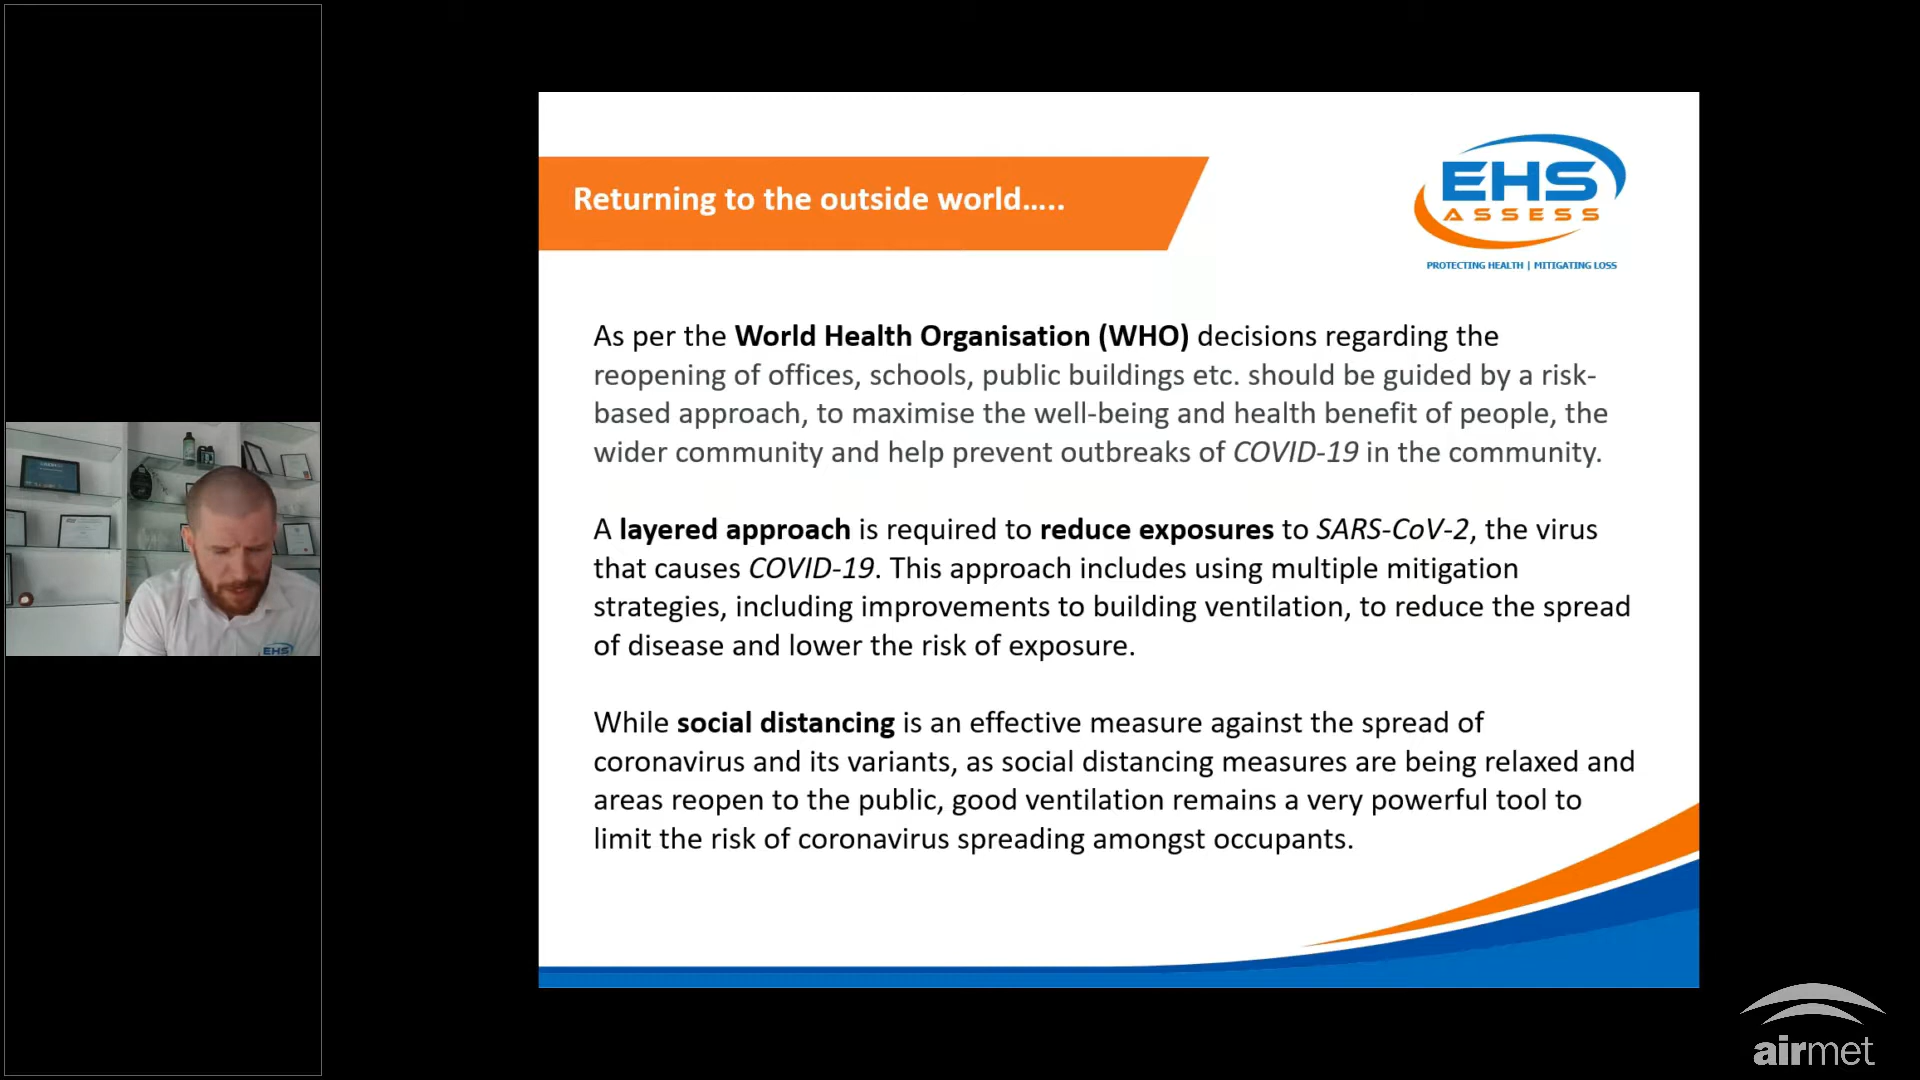 Returning to the outside world.....
EHS
ASSESS
PROTECTING HEALTH | MITIGATING LOSS
As per the World Health Organisation (WHO) decisions regarding the
reopening of offices, schools, public buildings etc. should be guided by a risk-
based approach, to maximise the well-being and health benefit of people, the
wider community and help prevent outbreaks of COVID-19 in the community.
A layered approach is required to reduce exposures to SARS-CoV-2, the virus
that causes COVID-19. This approach includes using multiple mitigation
strategies, including improvements to building ventilation, to reduce the spread
of disease and lower the risk of exposure.
While social distancing is an effective measure against the spread of
coronavirus and its variants, as social distancing measures are being relaxed and
areas reopen to the public, good ventilation remains a very powerful tool to
limit the risk of coronavirus spreading amongst occupants.
EHS
airmet